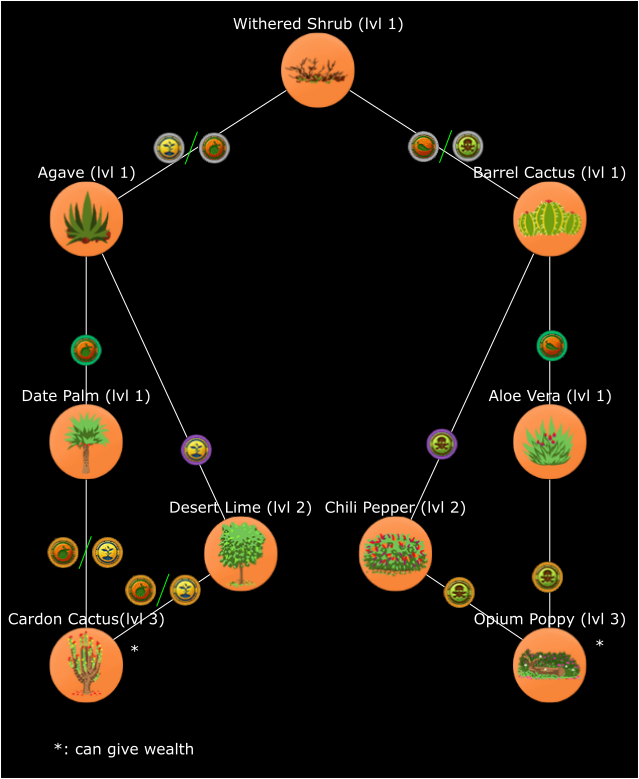 Withered Shrub (lvl 1)
Agave (lvl 1)
Barrel Cactus (lvl 1)
Date Palm (lvl 1)
Aloe Vera (lvl 1)
Desert Lime (lvl 2)
Chili Pepper (lvl 2)
Cardon Cactus(lvl 3)
Opium Poppy (lvl 3)
*
*
*: can give wealth